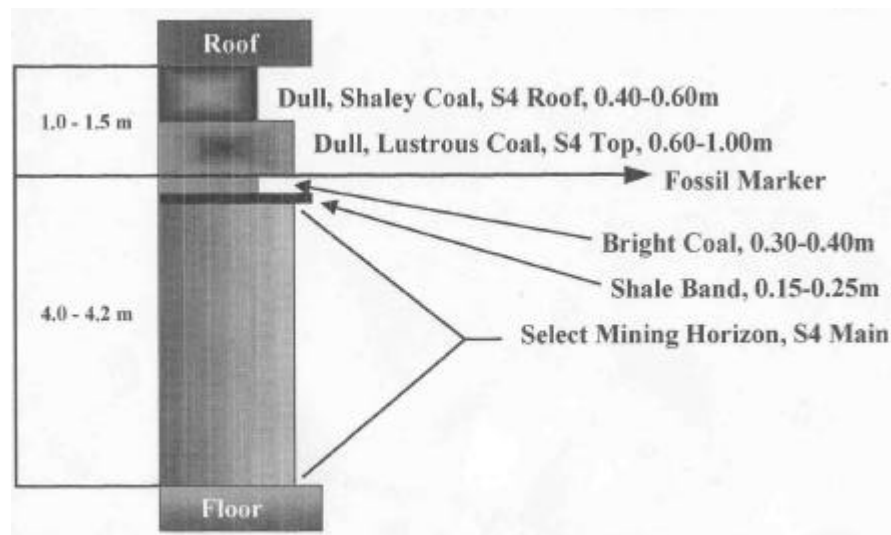 Roof
Dull, Shaley Coal, S4 Roof, 0.40-0.60m
1.0 - 1.5 m
Dull, Lustrous Coal, S4 Top, 0.60-1.00m
Fossil Marker
Bright Coal, 0.30-0.40m
Shale Band, 0.15-0.25m
4.0 - 4.2 m
Select Mining Horizon, S4 Main
Floor